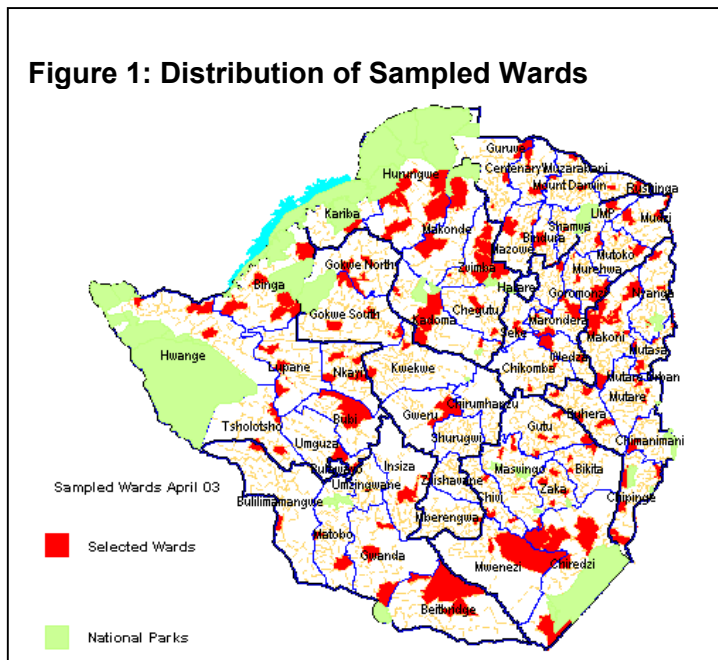 Figure 1: Distribution of Sampled Wards
Guruve
Centenary
Muzarabani
Hurungwe
Mount Darwin
Rushinga
Kariba
UMP
Mudzi
Makonde
Shamva
Bindura
Mazowe
Mutoko
Zvimba
Murehwa
Gokwe North
Binga
Harare
Goromonzi
Nyanga
Chegutu
Gokwe South
Kadoma
Seke
Marondera
Makoni
Hwange
Wedza
Mutasa
Lupane
Nkayi
Kwekwe
Chikomba
Mutare Urban
Mutare
Chirumhanzu
Bubi
Gweru
Buhera
Tsholotsho
Gutu
Shurugwi
Umguza
Chimanimani
Bulawayo
Insiza
Masvingo
Bikita
Sampled Wards April 03
Umzingwane
Zvishavane
Zaka
Chivi
Chipinge
Bulilimamangwe
Mberengwa
Matobo
Selected Wards
Gwanda
Mwenezi
Chiredzi
Beitbridge
National Parks